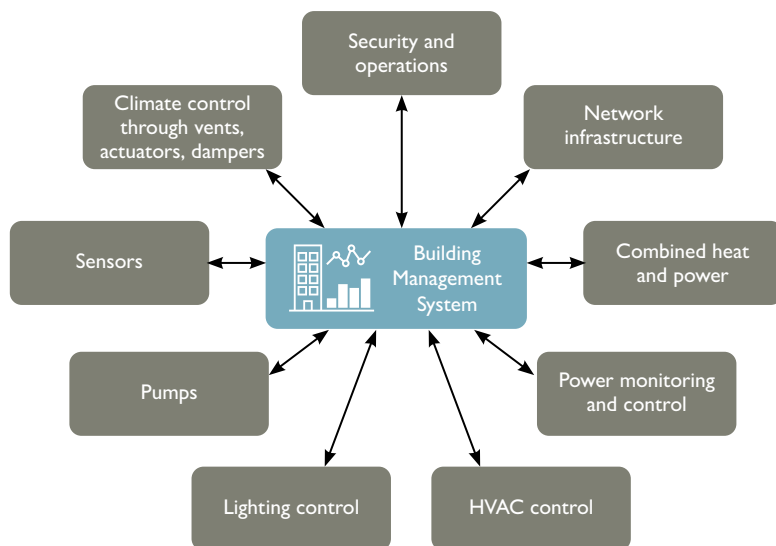 Security and
operations
Climate control
through vents,
actuators, dampers
Network
infrastructure
Sensors
Building
Management
System
Combined heat
and power
Pumps
Power monitoring
and control
Lighting control
HVAC control